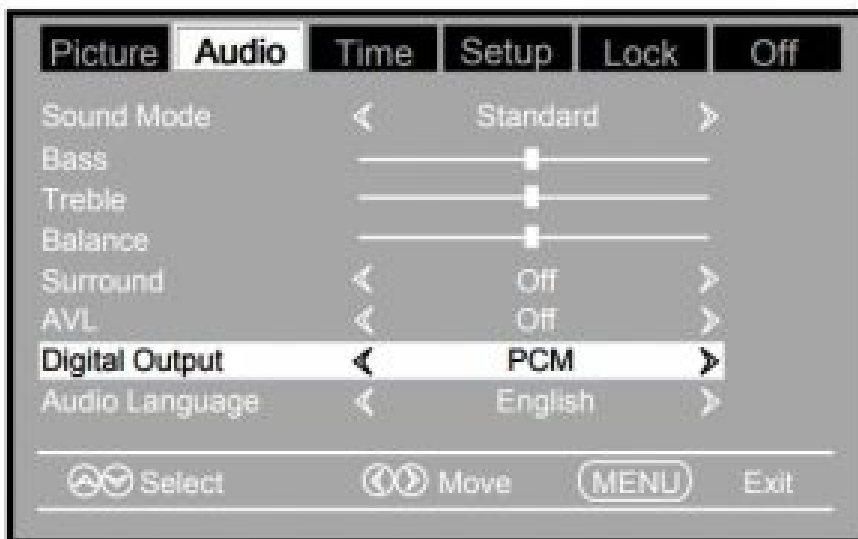 Picture Audio Time Setup Lock Off
Sound Mode Standard
Bass
Treble
Balance
Surround Off
AVL Off
Digital Output PCM
Audio Language English
Select Move MENU Exit